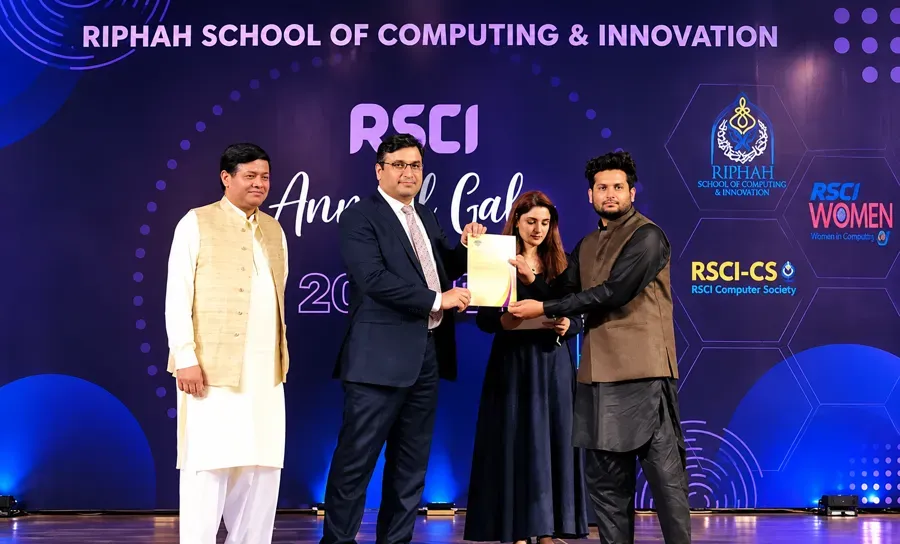 RIPHAH SCHOOL OF COMPUTING & INNOVATION
RSCI
RIPHAH
SCHOOL OF COMPUTING
& INNOVATION
RSCI
WOMEN
Women in Computing
RSCI-CS
RSCI Computer Society